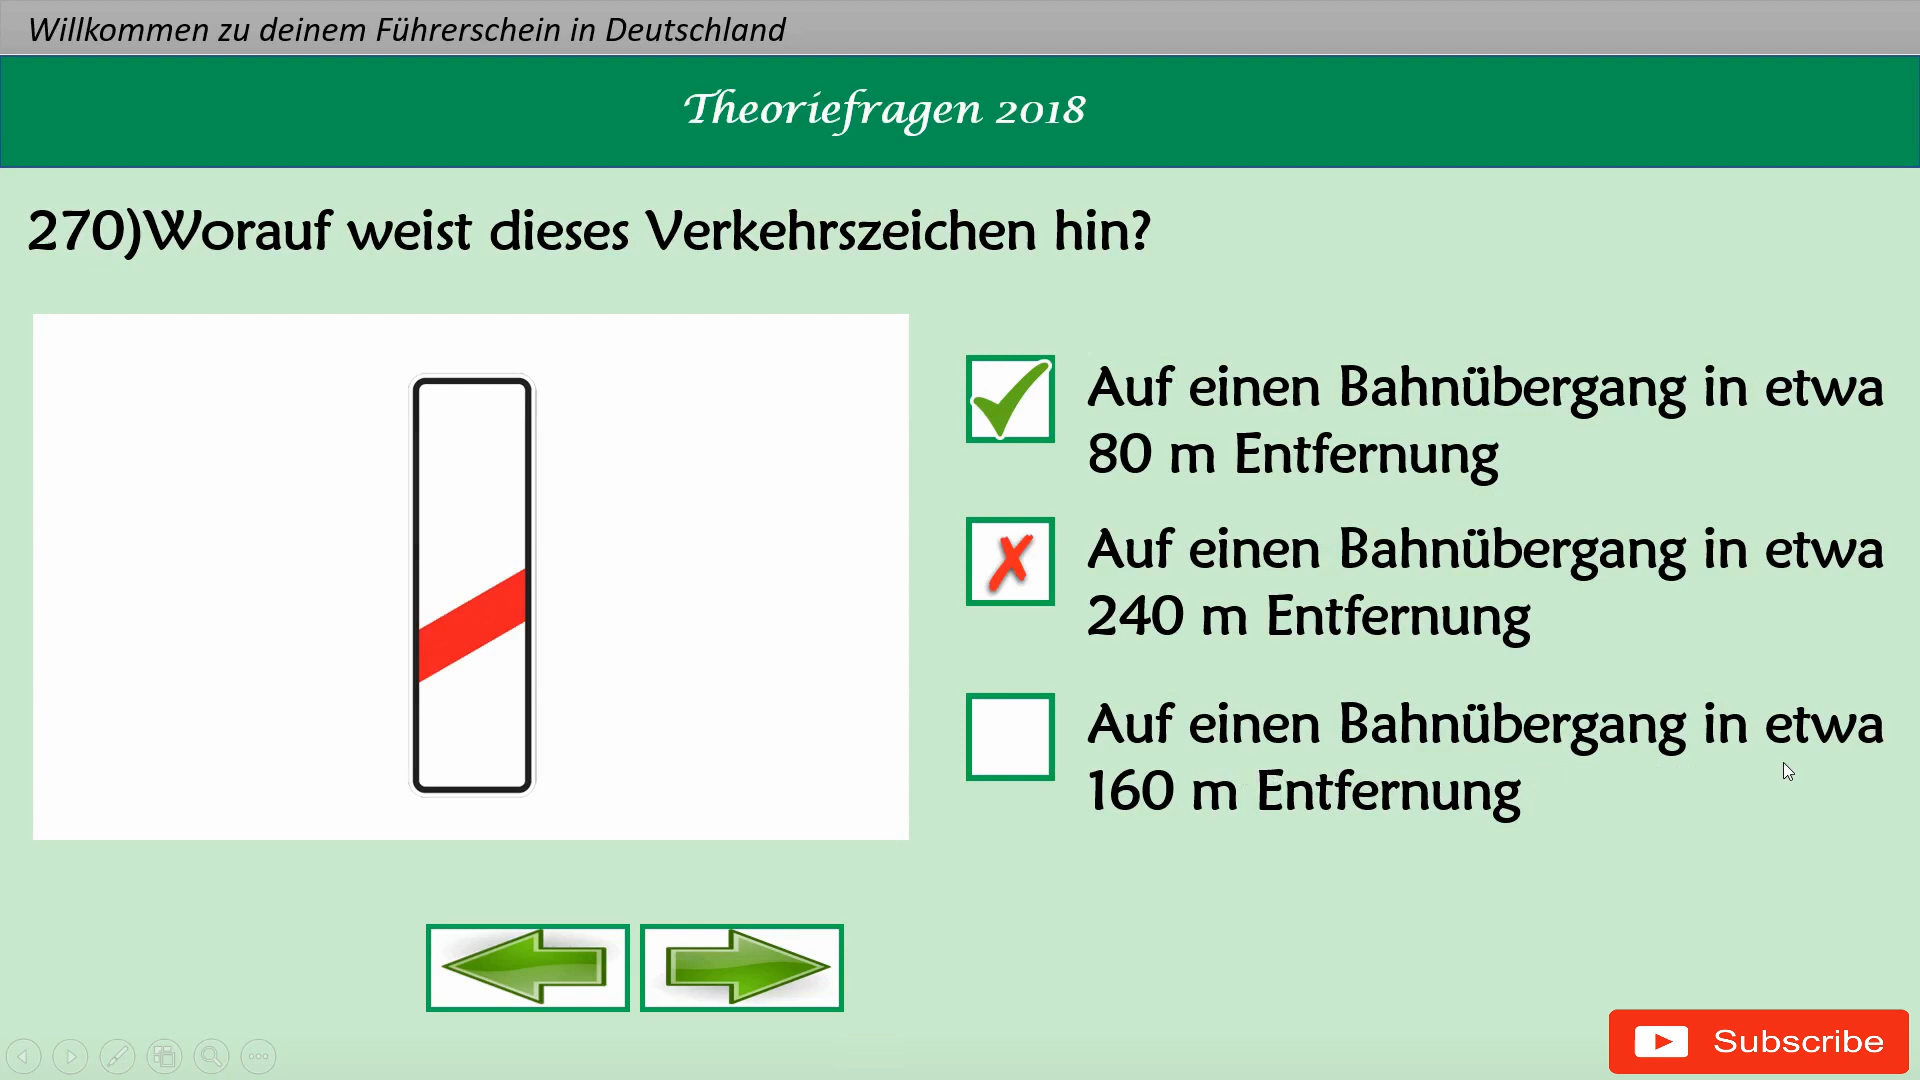 Willkommen zu deinem Führerschein in Deutschland
Theoriefragen 2018
270)Worauf weist dieses Verkehrszeichen hin?
Auf einen Bahnübergang in etwa
80 m Entfernung
Auf einen Bahnübergang in etwa
240 m Entfernung
Auf einen Bahnübergang in etwa
160 m Entfernung
Subscribe